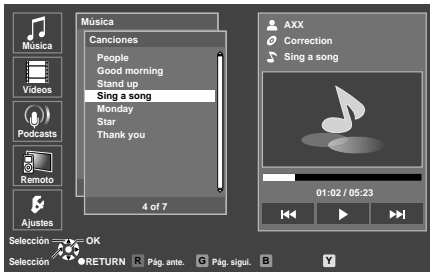 Música
Vídeos
Podcasts
Remoto
Ajustes
Música
Canciones
People
Good morning
Stand up
Sing a song
Monday
Star
Thank you
4 of 7
AXX
Correction
Sing a song
01:02 / 05:23
Selección OK
Selección RETURN R Pág. ante. G Pág. sigui. B Y